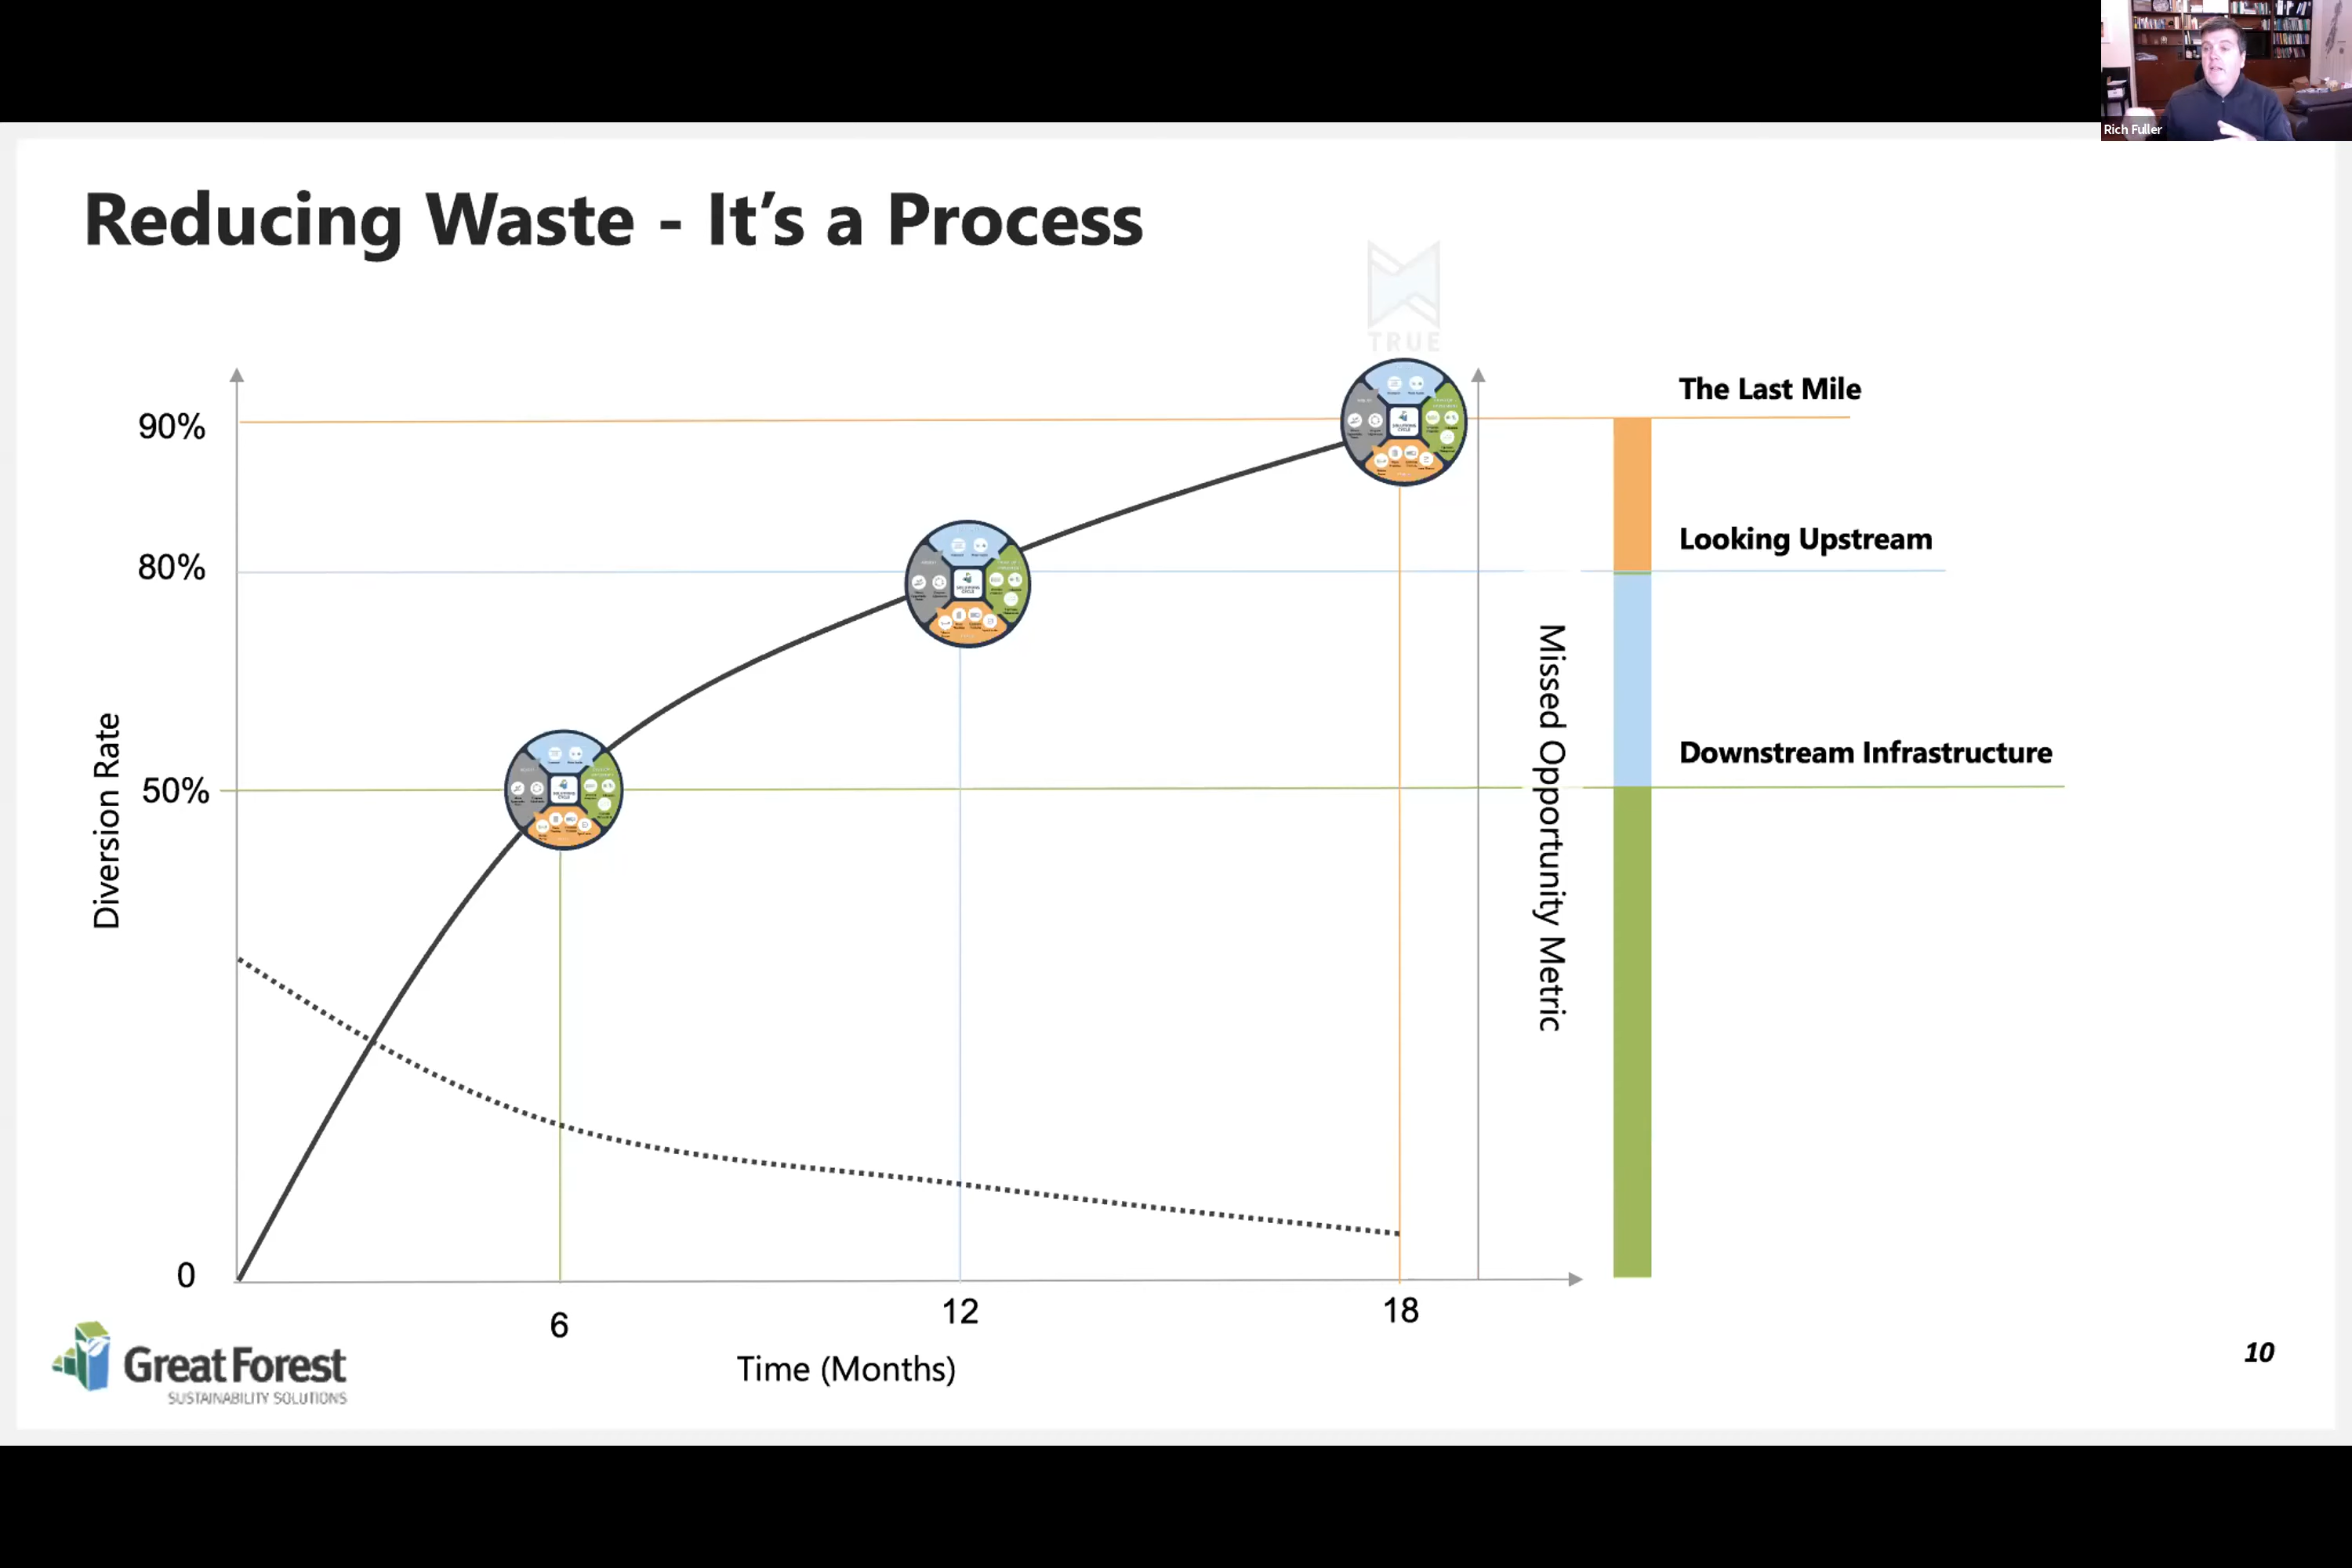 Rich Fuller
Reducing Waste - It's a Process
TRUE
90%
80%
50%
0
Diversion Rate
6
12
18
Time (Months)
Missed Opportunity Metric
The Last Mile
Looking Upstream
Downstream Infrastructure
Great Forest
SUSTAINABILITY SOLUTIONS
10